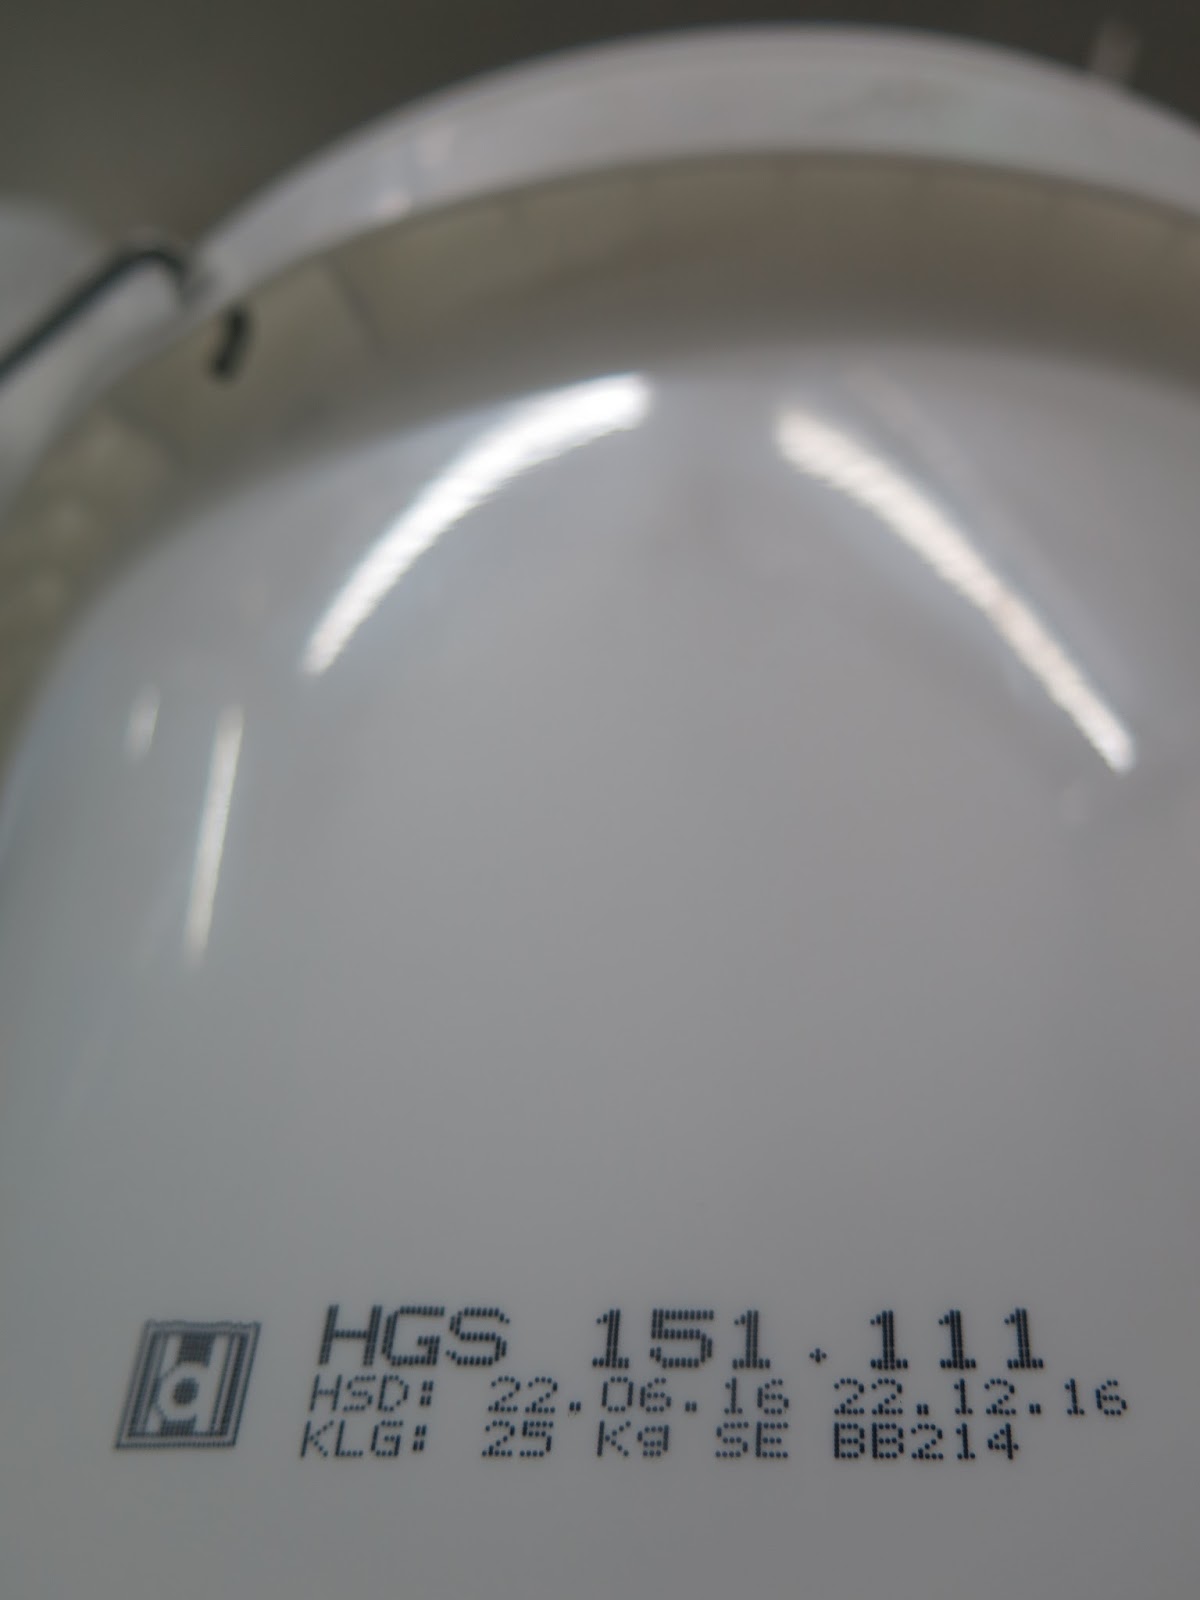 HGS 151.111
HSD: 22.06.16 22.12.16
KLG: 25 Kg SE BB214